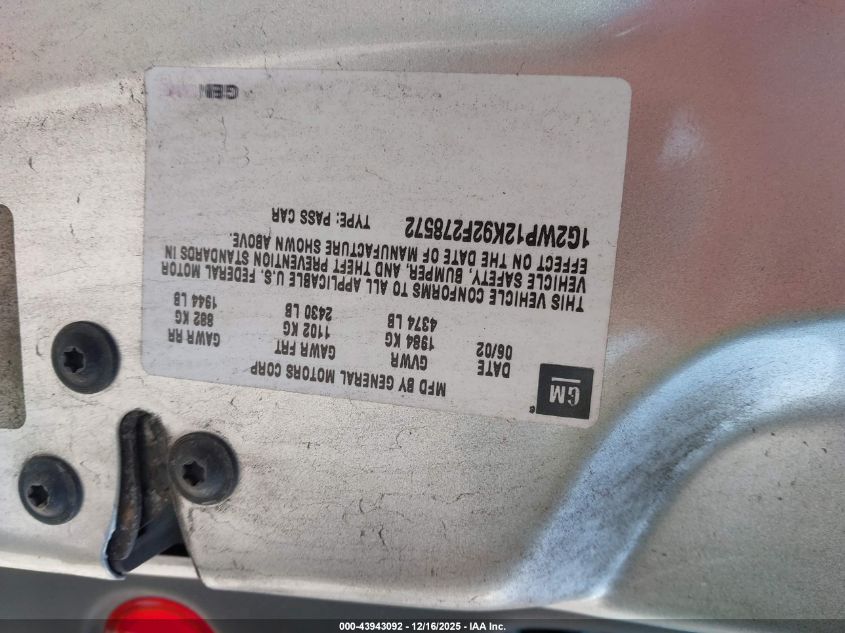 GM
MFD BY GENERAL MOTORS CORP
DATE GVWR GAWR FRT GAWR RR
06/02 1984 KG 1102 KG 882 KG
4374 LB 2430 LB 1944 LB
THIS VEHICLE CONFORMS TO ALL APPLICABLE U.S. FEDERAL MOTOR
VEHICLE SAFETY, BUMPER, AND THEFT PREVENTION STANDARDS IN
EFFECT ON THE DATE OF MANUFACTURE SHOWN ABOVE.
1G2WP12K92F278572 TYPE: PASS CAR
000-43943092 - 12/16/2025 - IAA Inc.